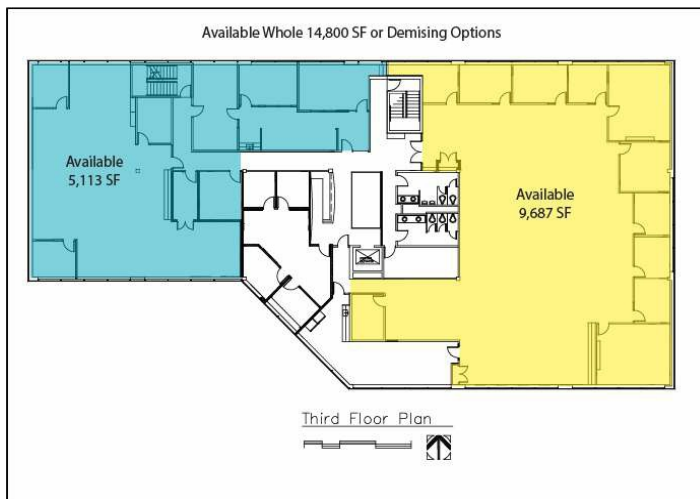 Available Whole 14,800 SF or Demising Options
Available
5,113 SF
Available
9,687 SF
Third Floor Plan